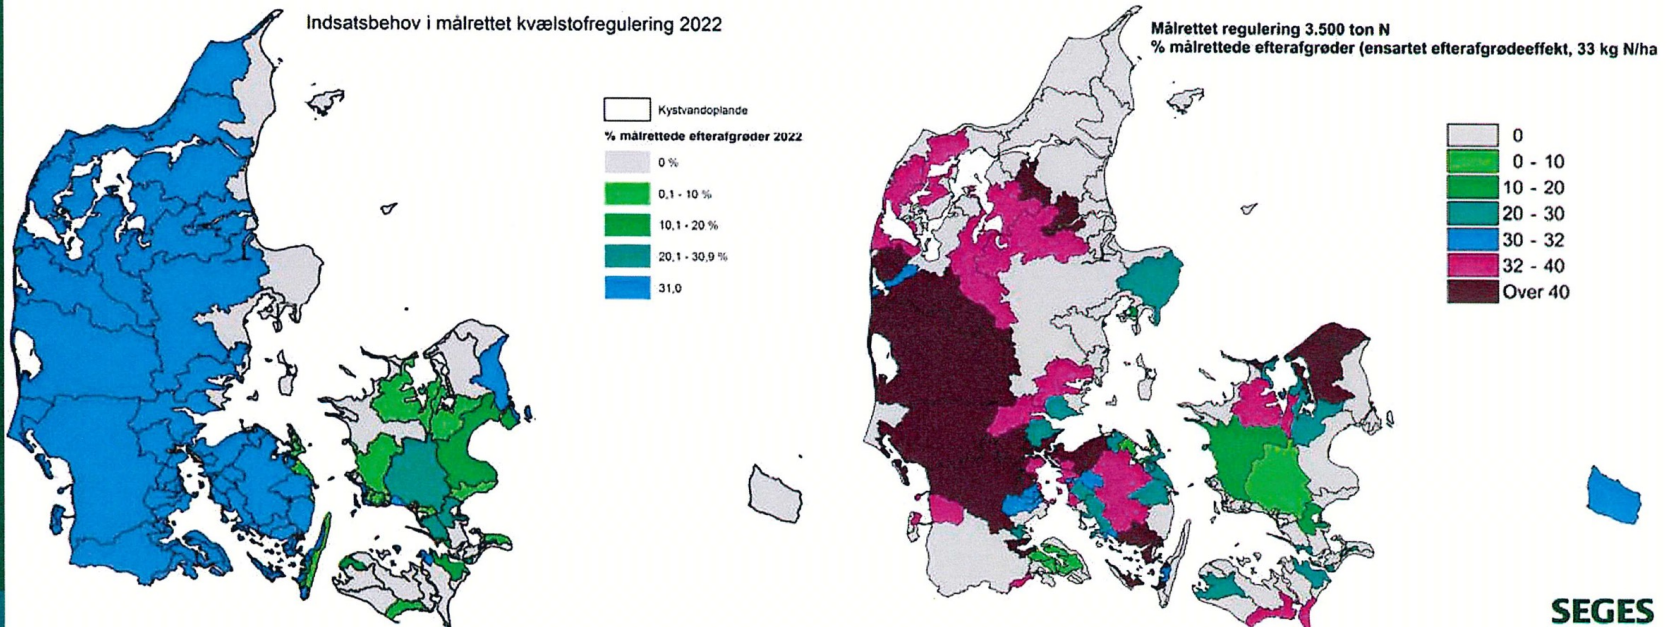 Indsatsbehov i målrettet kvælstofregulering 2022
Kystvandoplande
% målrettede efterafgrøder 2022
0 %
0,1 - 10 %
10,1 - 20 %
20,1 - 30,9 %
31,0
Målrettet regulering 3.500 ton N
% målrettede efterafgrøder (ensartet efterafgrødeeffekt, 33 kg N/ha
0
0 - 10
10 - 20
20 - 30
30 - 32
32 - 40
Over 40
SEGES